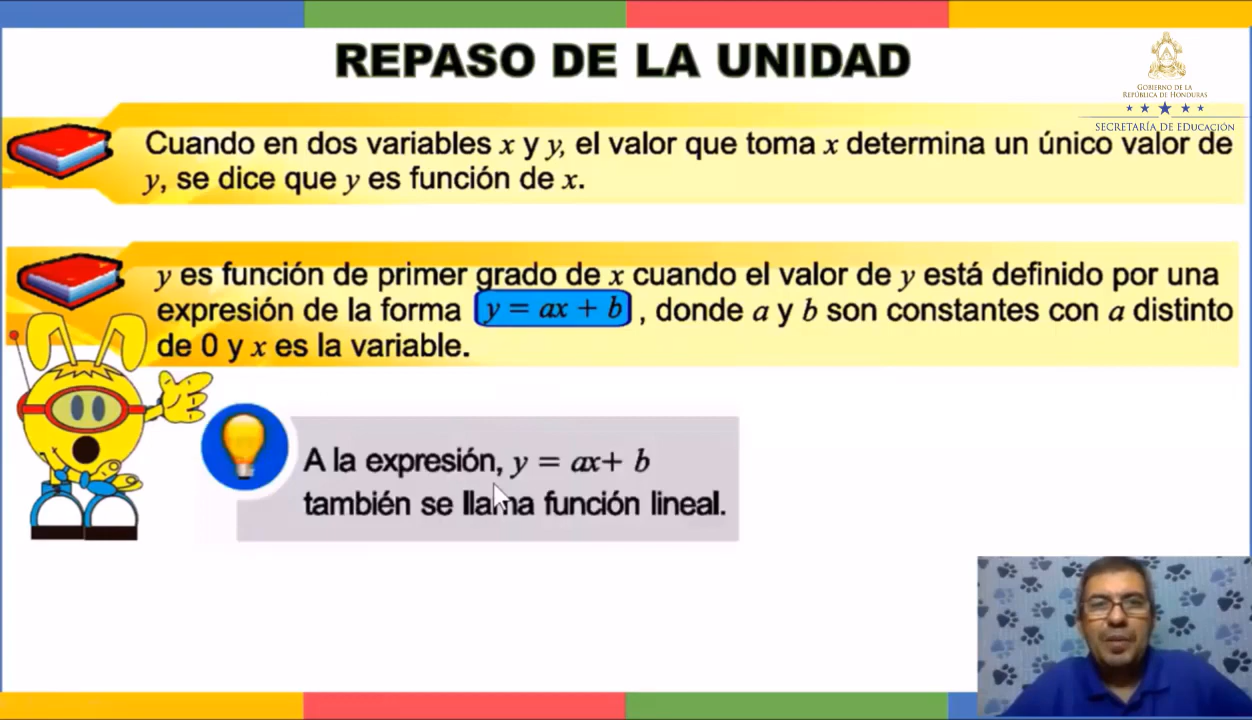 REPASO DE LA UNIDAD
GOBIERNO DE LA
REPÚBLICA DE HONDURAS
SECRETARÍA DE EDUCACIÓN
Cuando en dos variables x y y, el valor que toma x determina un único valor de
y, se dice que y es función de x.
y es función de primer grado de x cuando el valor de y está definido por una
expresión de la forma y = ax + b , donde a y b son constantes con a distinto
de 0 y x es la variable.
A la expresión, y = ax+ b
también se llama función lineal.